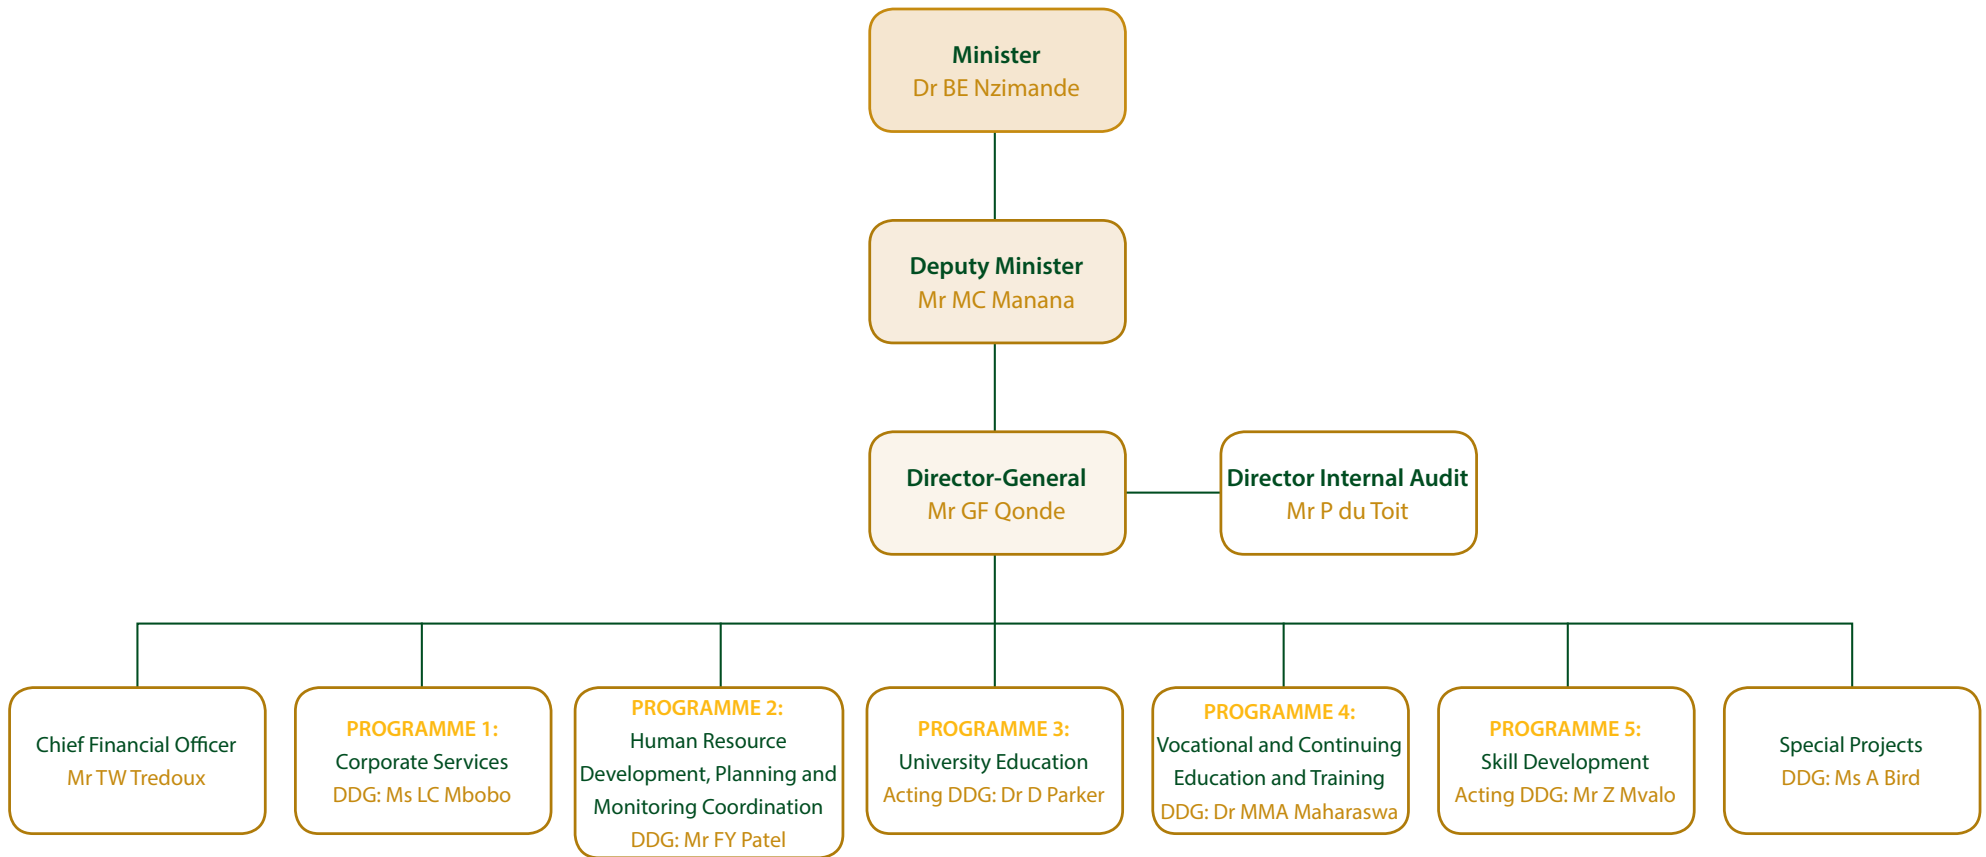 Minister
Dr BE Nzimande
Deputy Minister
Mr MC Manana
Director-General
Mr GF Qonde
Director Internal Audit
Mr P du Toit
Chief Financial Officer
Mr TW Tredoux
PROGRAMME 1:
Corporate Services
DDG: Ms LC Mbobo
PROGRAMME 2:
Human Resource
Development, Planning and
Monitoring Coordination
DDG: Mr FY Patel
PROGRAMME 3:
University Education
Acting DDG: Dr D Parker
PROGRAMME 4:
Vocational and Continuing
Education and Training
DDG: Dr MMA Maharaswa
PROGRAMME 5:
Skill Development
Acting DDG: Mr Z Mvalo
Special Projects
DDG: Ms A Bird